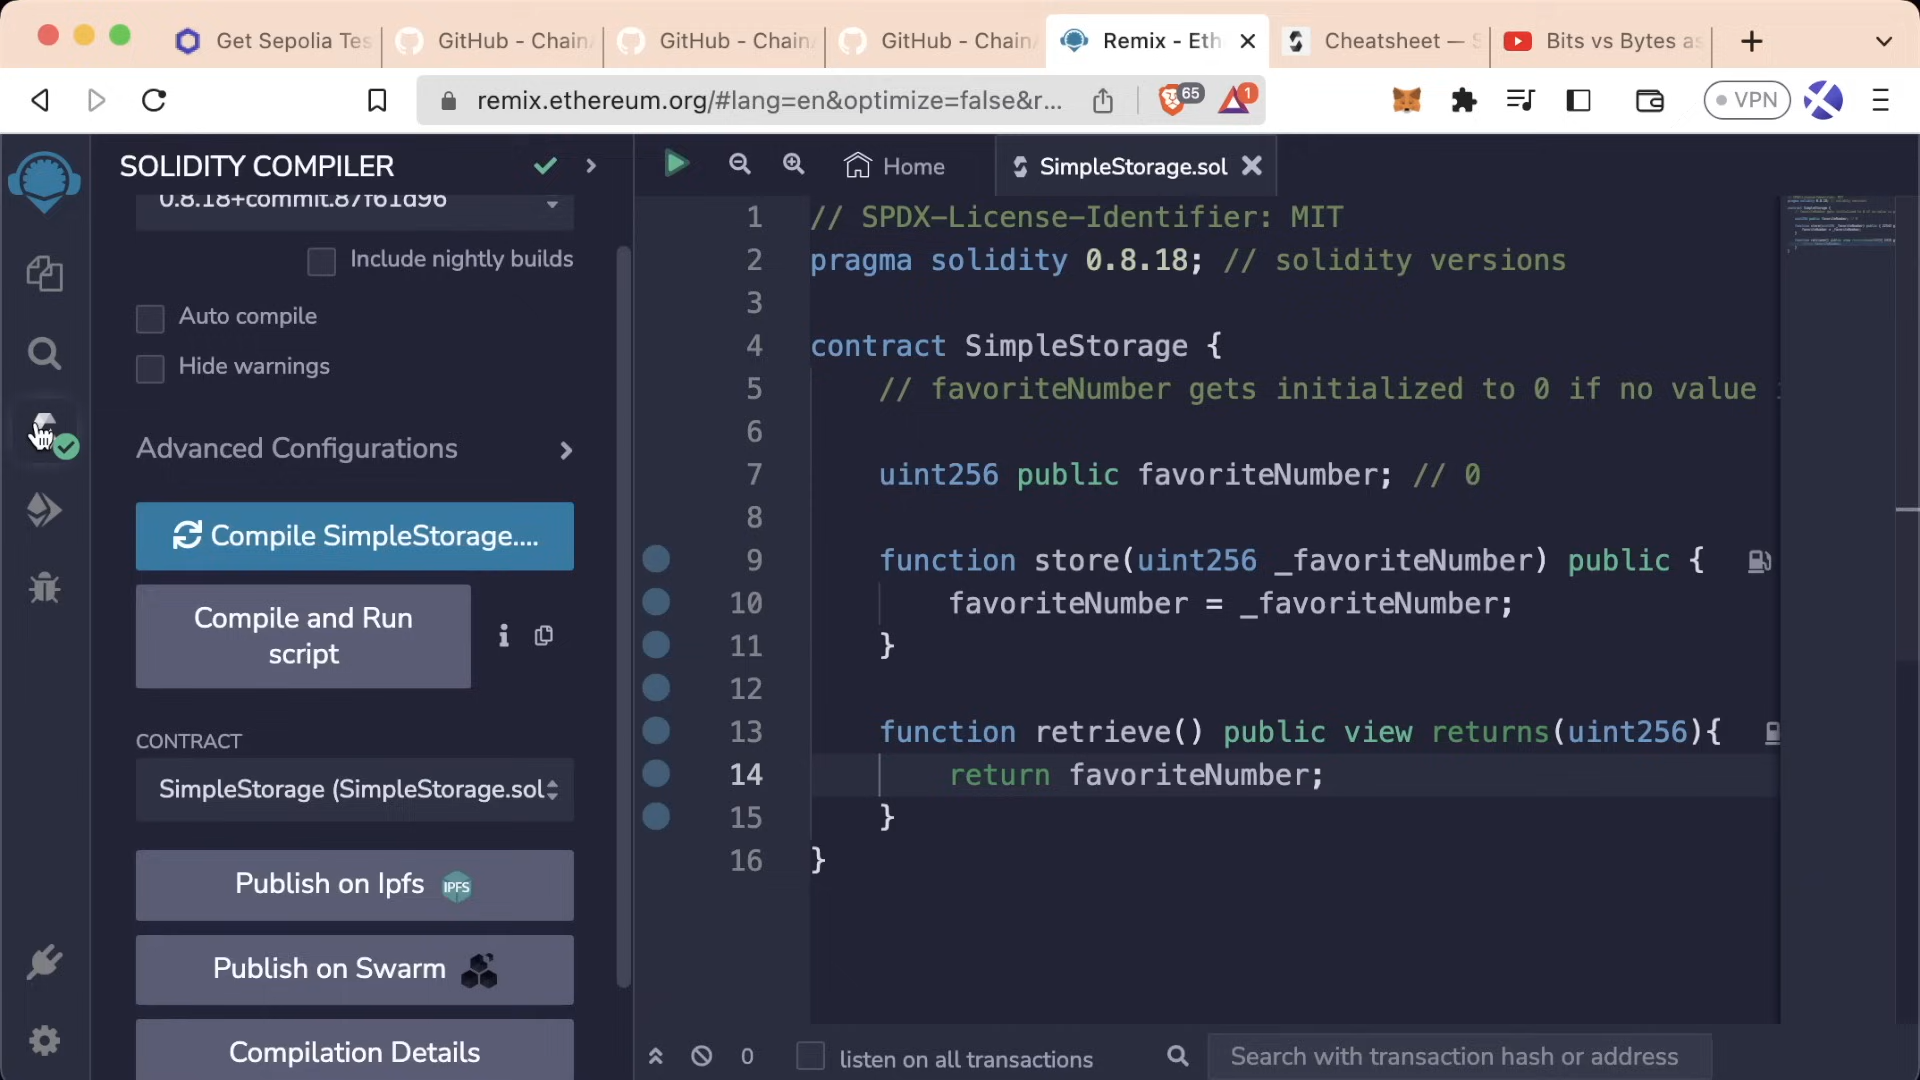 Get Sepolia Tes
GitHub - Chain
GitHub - Chain
GitHub - Chain
Remix - Eth
Cheatsheet — S
Bits vs Bytes as
remix.ethereum.org/#lang=en&optimize=false&r...
65
1
VPN
SOLIDITY COMPILER
0.8.18+commit.87f61d96
Include nightly builds
Auto compile
Hide warnings
Advanced Configurations
Compile SimpleStorage....
Compile and Run
script
CONTRACT
SimpleStorage (SimpleStorage.sol
Publish on Ipfs IPFS
Publish on Swarm
Compilation Details
Home
SimpleStorage.sol
1 // SPDX-License-Identifier: MIT
2 pragma solidity 0.8.18; // solidity versions
3
4 contract SimpleStorage {
5 // favoriteNumber gets initialized to 0 if no value
6
7 uint256 public favoriteNumber; // 0
8
9 function store(uint256 _favoriteNumber) public {
10 favoriteNumber = _favoriteNumber;
11 }
12
13 function retrieve() public view returns(uint256){
14 return favoriteNumber;
15 }
16 }
0
listen on all transactions
Search with transaction hash or address